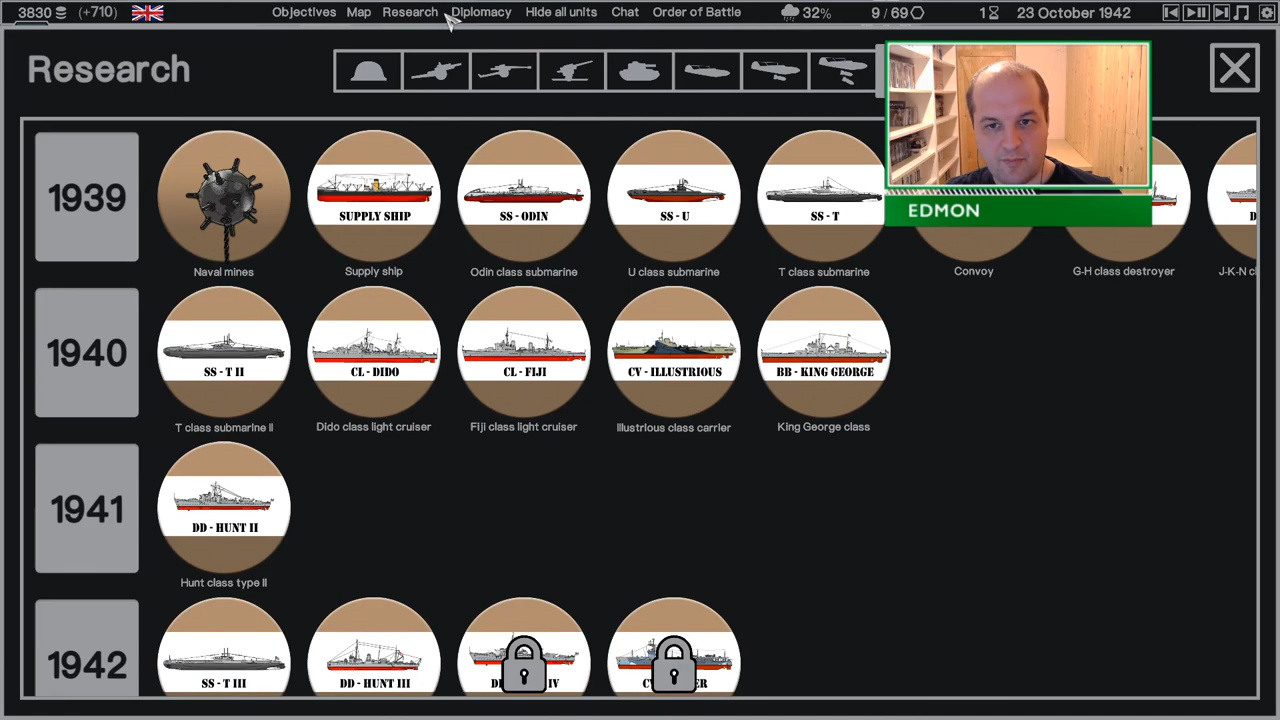 3830 (+710) Objectives Map Research Diplomacy Hide all units Chat Order of Battle 32% 9 / 69 1 23 October 1942
Research
EDMON
1939
SUPPLY SHIP SS - ODIN SS - U SS - T
Naval mines Supply ship Odin class submarine U class submarine T class submarine Convoy G-H class destroyer J-K-N cl
1940
SS - T II CL - DIDO CL - FIJI CV - ILLUSTRIOUS BB - KING GEORGE
T class submarine II Dido class light cruiser Fiji class light cruiser Illustrious class carrier King George class
1941
DD - HUNT II
Hunt class type II
1942
SS - T III DD - HUNT III IV